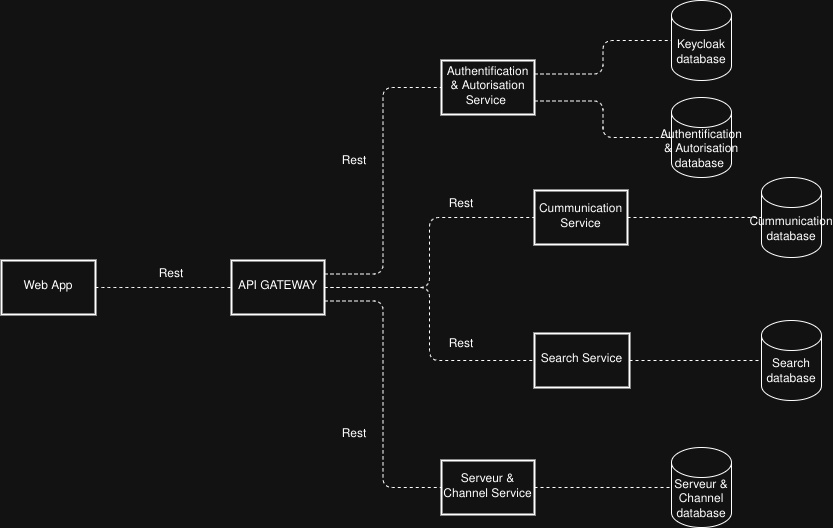 Keycloak
database
Authentification
& Autorisation
Service
Authentification
& Autorisation
database
Rest
Rest
Cummunication
Service
Cummunication
database
Rest
Web App
API GATEWAY
Rest
Search Service
Search
database
Rest
Serveur &
Channel Service
Serveur &
Channel
database